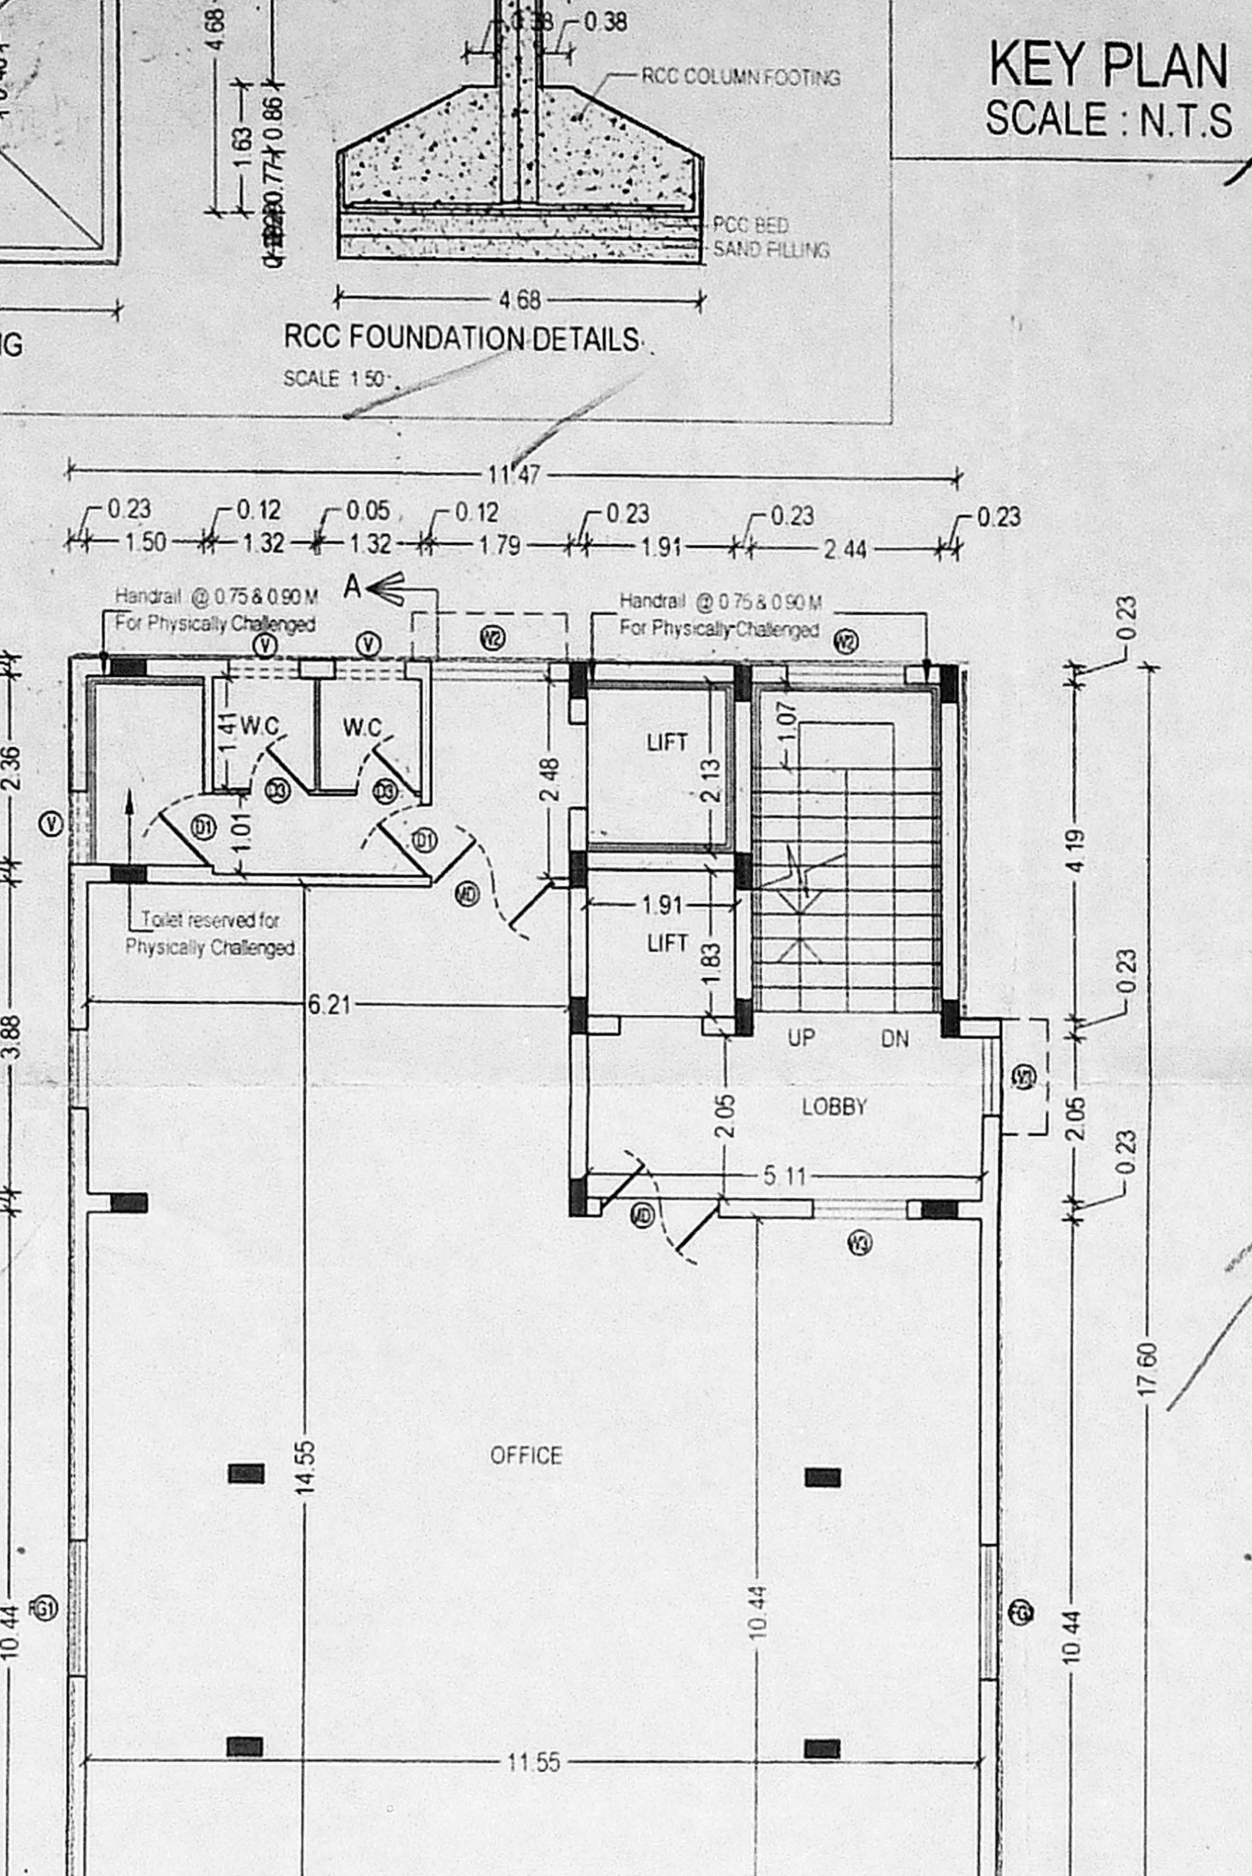 4.68
0.38
0.38
RCC COLUMN FOOTING
KEY PLAN
SCALE : N.T.S
1.63
0.77
0.86
PCC BED
SAND FILLING
4.68
RCC FOUNDATION DETAILS
SCALE 1:50
11.47
0.23 0.12 0.05 0.12 0.23 0.23 0.23
1.50 1.32 1.32 1.79 1.91 2.44
Handrail @ 0.75 & 0.90 M
For Physically Challenged
A
Handrail @ 0.75 & 0.90 M
For Physically Challenged
V V W2 W2
0.23
2.36
1.41
W.C
W.C
2.48
LIFT
2.13
1.07
4.19
V
D1
D3
D3
1.01
D1
MD
Toilet reserved for
Physically Challenged
1.91
LIFT
1.83
0.23
6.21
3.88
UP DN
LOBBY
2.05
2.05
0.23
5.11
MD
W3
OFFICE
14.55
17.60
10.44
10.44
10.44
FG1
11.55